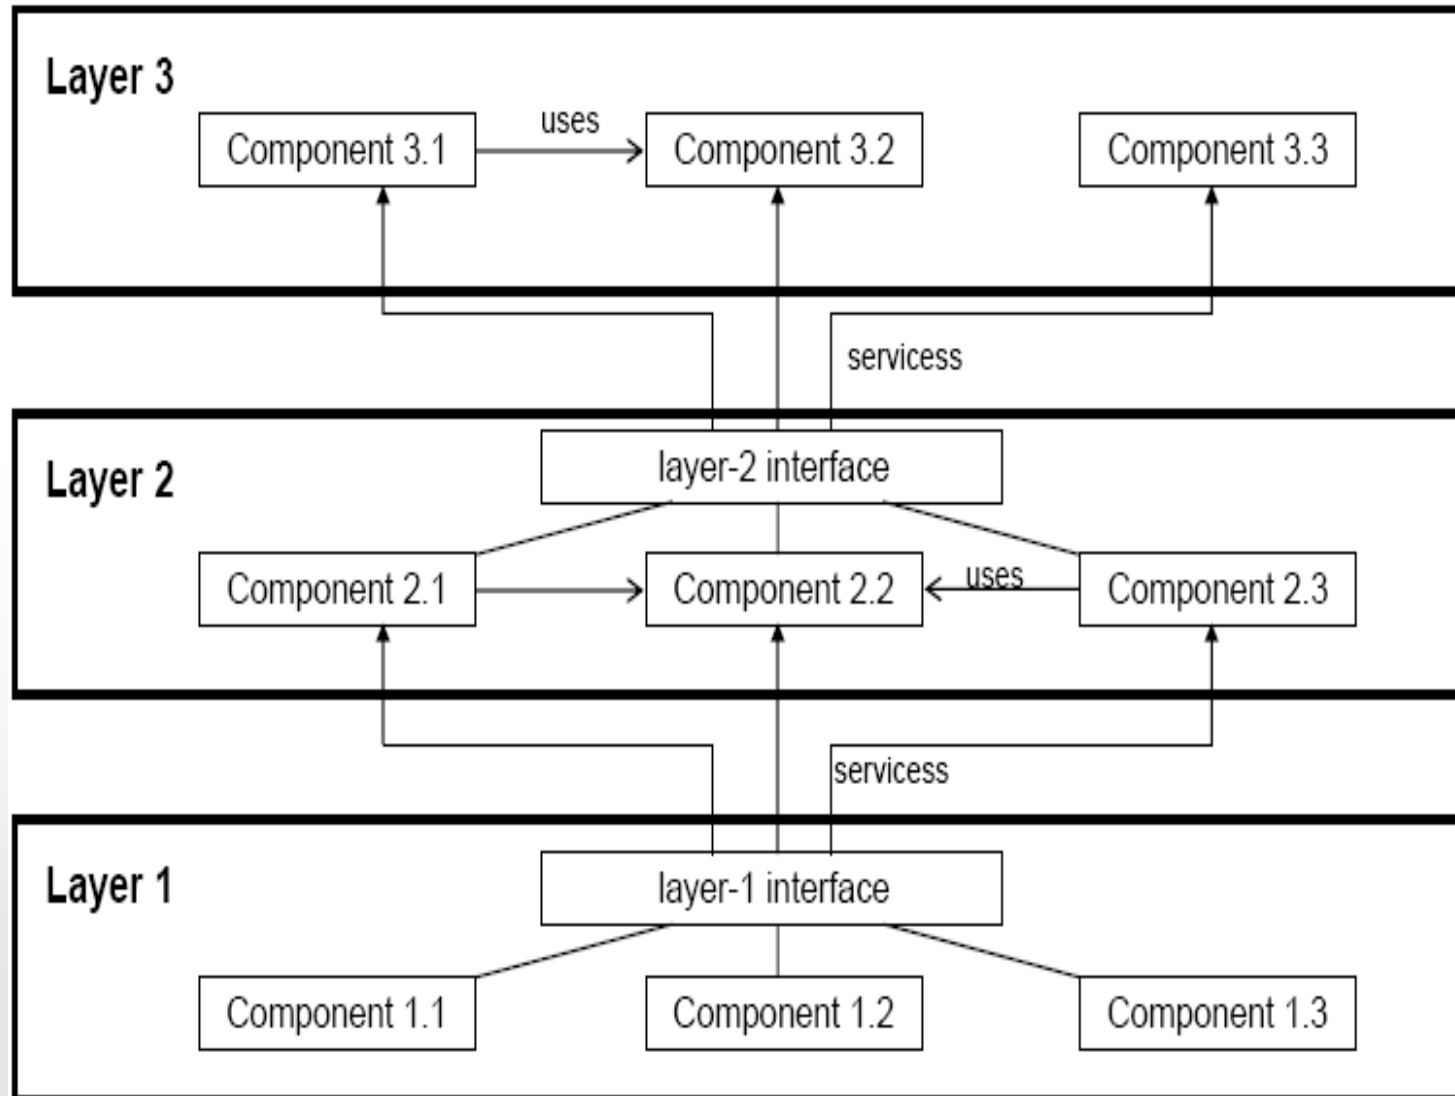 Layer 3
uses
Component 3.1
Component 3.2
Component 3.3
servicess
layer-2 interface
Layer 2
uses
Component 2.1
Component 2.2
Component 2.3
servicess
layer-1 interface
Layer 1
Component 1.1
Component 1.2
Component 1.3